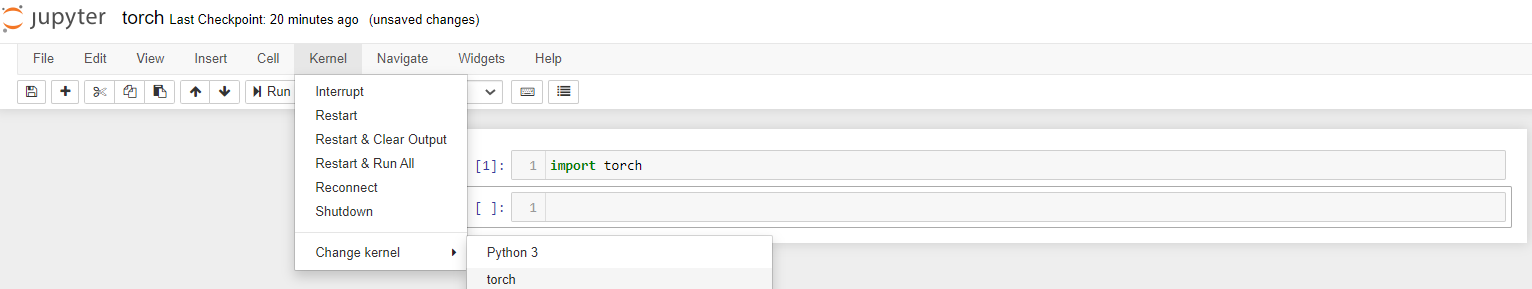 jupyter torch Last Checkpoint: 20 minutes ago (unsaved changes)
File Edit View Insert Cell Kernel Navigate Widgets Help
Run
Interrupt
Restart
Restart & Clear Output
Restart & Run All
Reconnect
Shutdown
Change kernel
Python 3
torch
[1]: 1 import torch
[ ]: 1